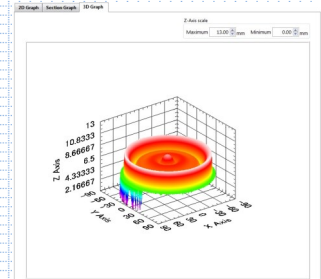 2D Graph Section Graph 3D Graph
Z-Axis scale
Maximum 13.00 mm Minimum 0.00 mm
13
10.8333
8.66667
6.5
4.33333
2.16667
Z Axis
Y Axis
X Axis